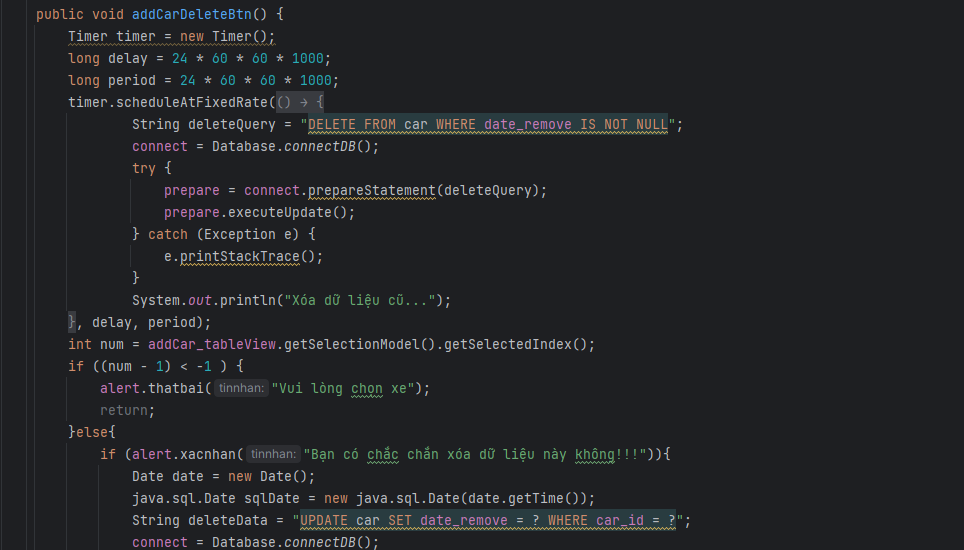 public void addCarDeleteBtn() {
Timer timer = new Timer();
long delay = 24 * 60 * 60 * 1000;
long period = 24 * 60 * 60 * 1000;
timer.scheduleAtFixedRate(() → {
String deleteQuery = "DELETE FROM car WHERE date_remove IS NOT NULL";
connect = Database.connectDB();
try {
prepare = connect.prepareStatement(deleteQuery);
prepare.executeUpdate();
} catch (Exception e) {
e.printStackTrace();
}
System.out.println("Xóa dữ liệu cũ...");
}, delay, period);
int num = addCar_tableView.getSelectionModel().getSelectedIndex();
if ((num - 1) < -1 ) {
alert.thatbai( tinnhan: "Vui lòng chọn xe");
return;
}else{
if (alert.xacnhan( tinnhan: "Bạn có chắc chắn xóa dữ liệu này không!!!")){
Date date = new Date();
java.sql.Date sqlDate = new java.sql.Date(date.getTime());
String deleteData = "UPDATE car SET date_remove = ? WHERE car_id = ?";
connect = Database.connectDB();